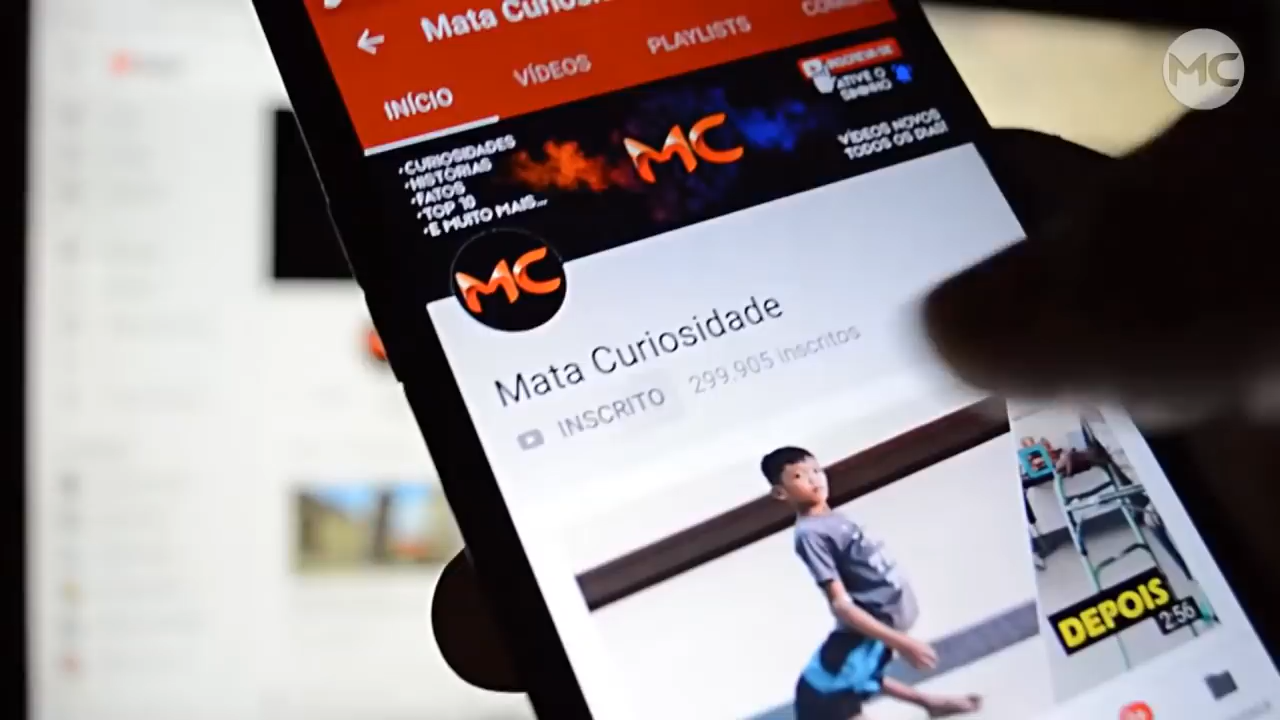 MC
Mata Curiosi
INÍCIO
VÍDEOS
PLAYLISTS
•CURIOSIDADES
•HISTÓRIAS
•FATOS
•TOP 10
•E MUITO MAIS...
MC
INSCREVA-SE
ATIVE O
SININHO
VÍDEOS NOVOS
TODOS OS DIAS!
MC
Mata Curiosidade
INSCRITO 299.905 inscritos
DEPOIS
2:56